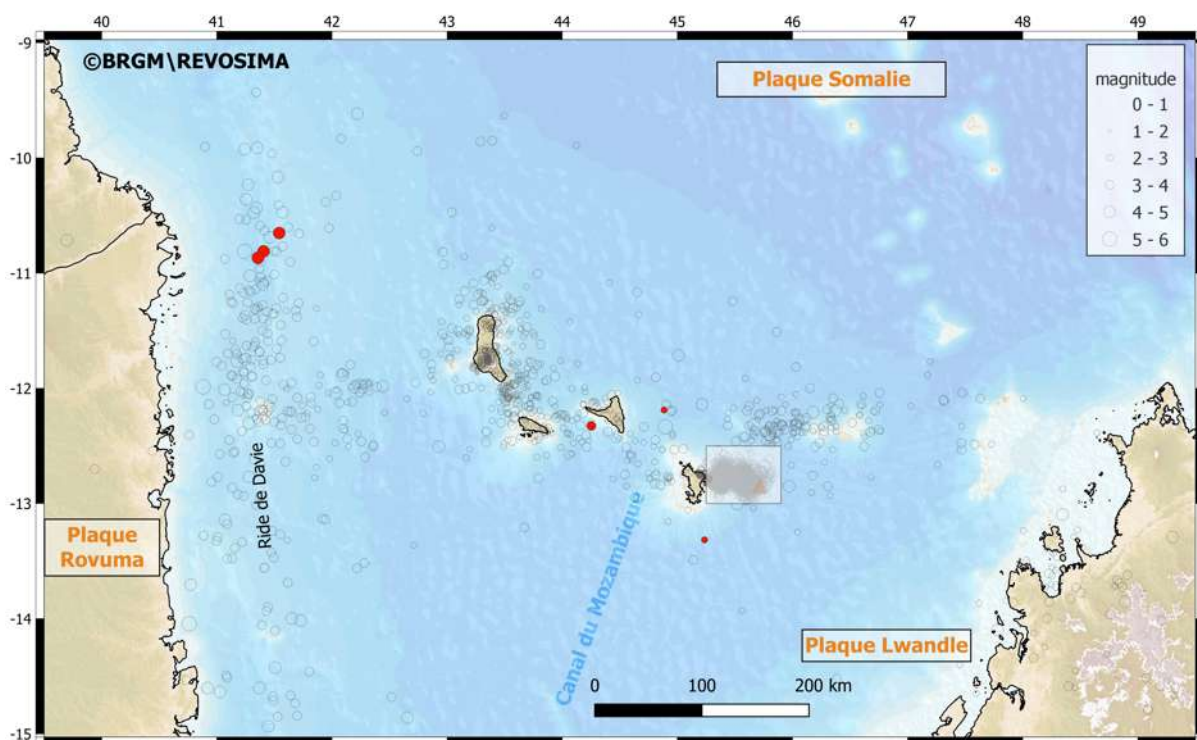 40 41 42 43 44 45 46 47 48 49
-9
©BRGM\REVOSIMA
Plaque Somalie
magnitude
0 - 1
1 - 2
2 - 3
3 - 4
4 - 5
5 - 6
-10
-11
-12
-13
Ride de Davie
Plaque
Rovuma
Canal du Mozambique
-14
Plaque Lwandle
0 100 200 km
-15